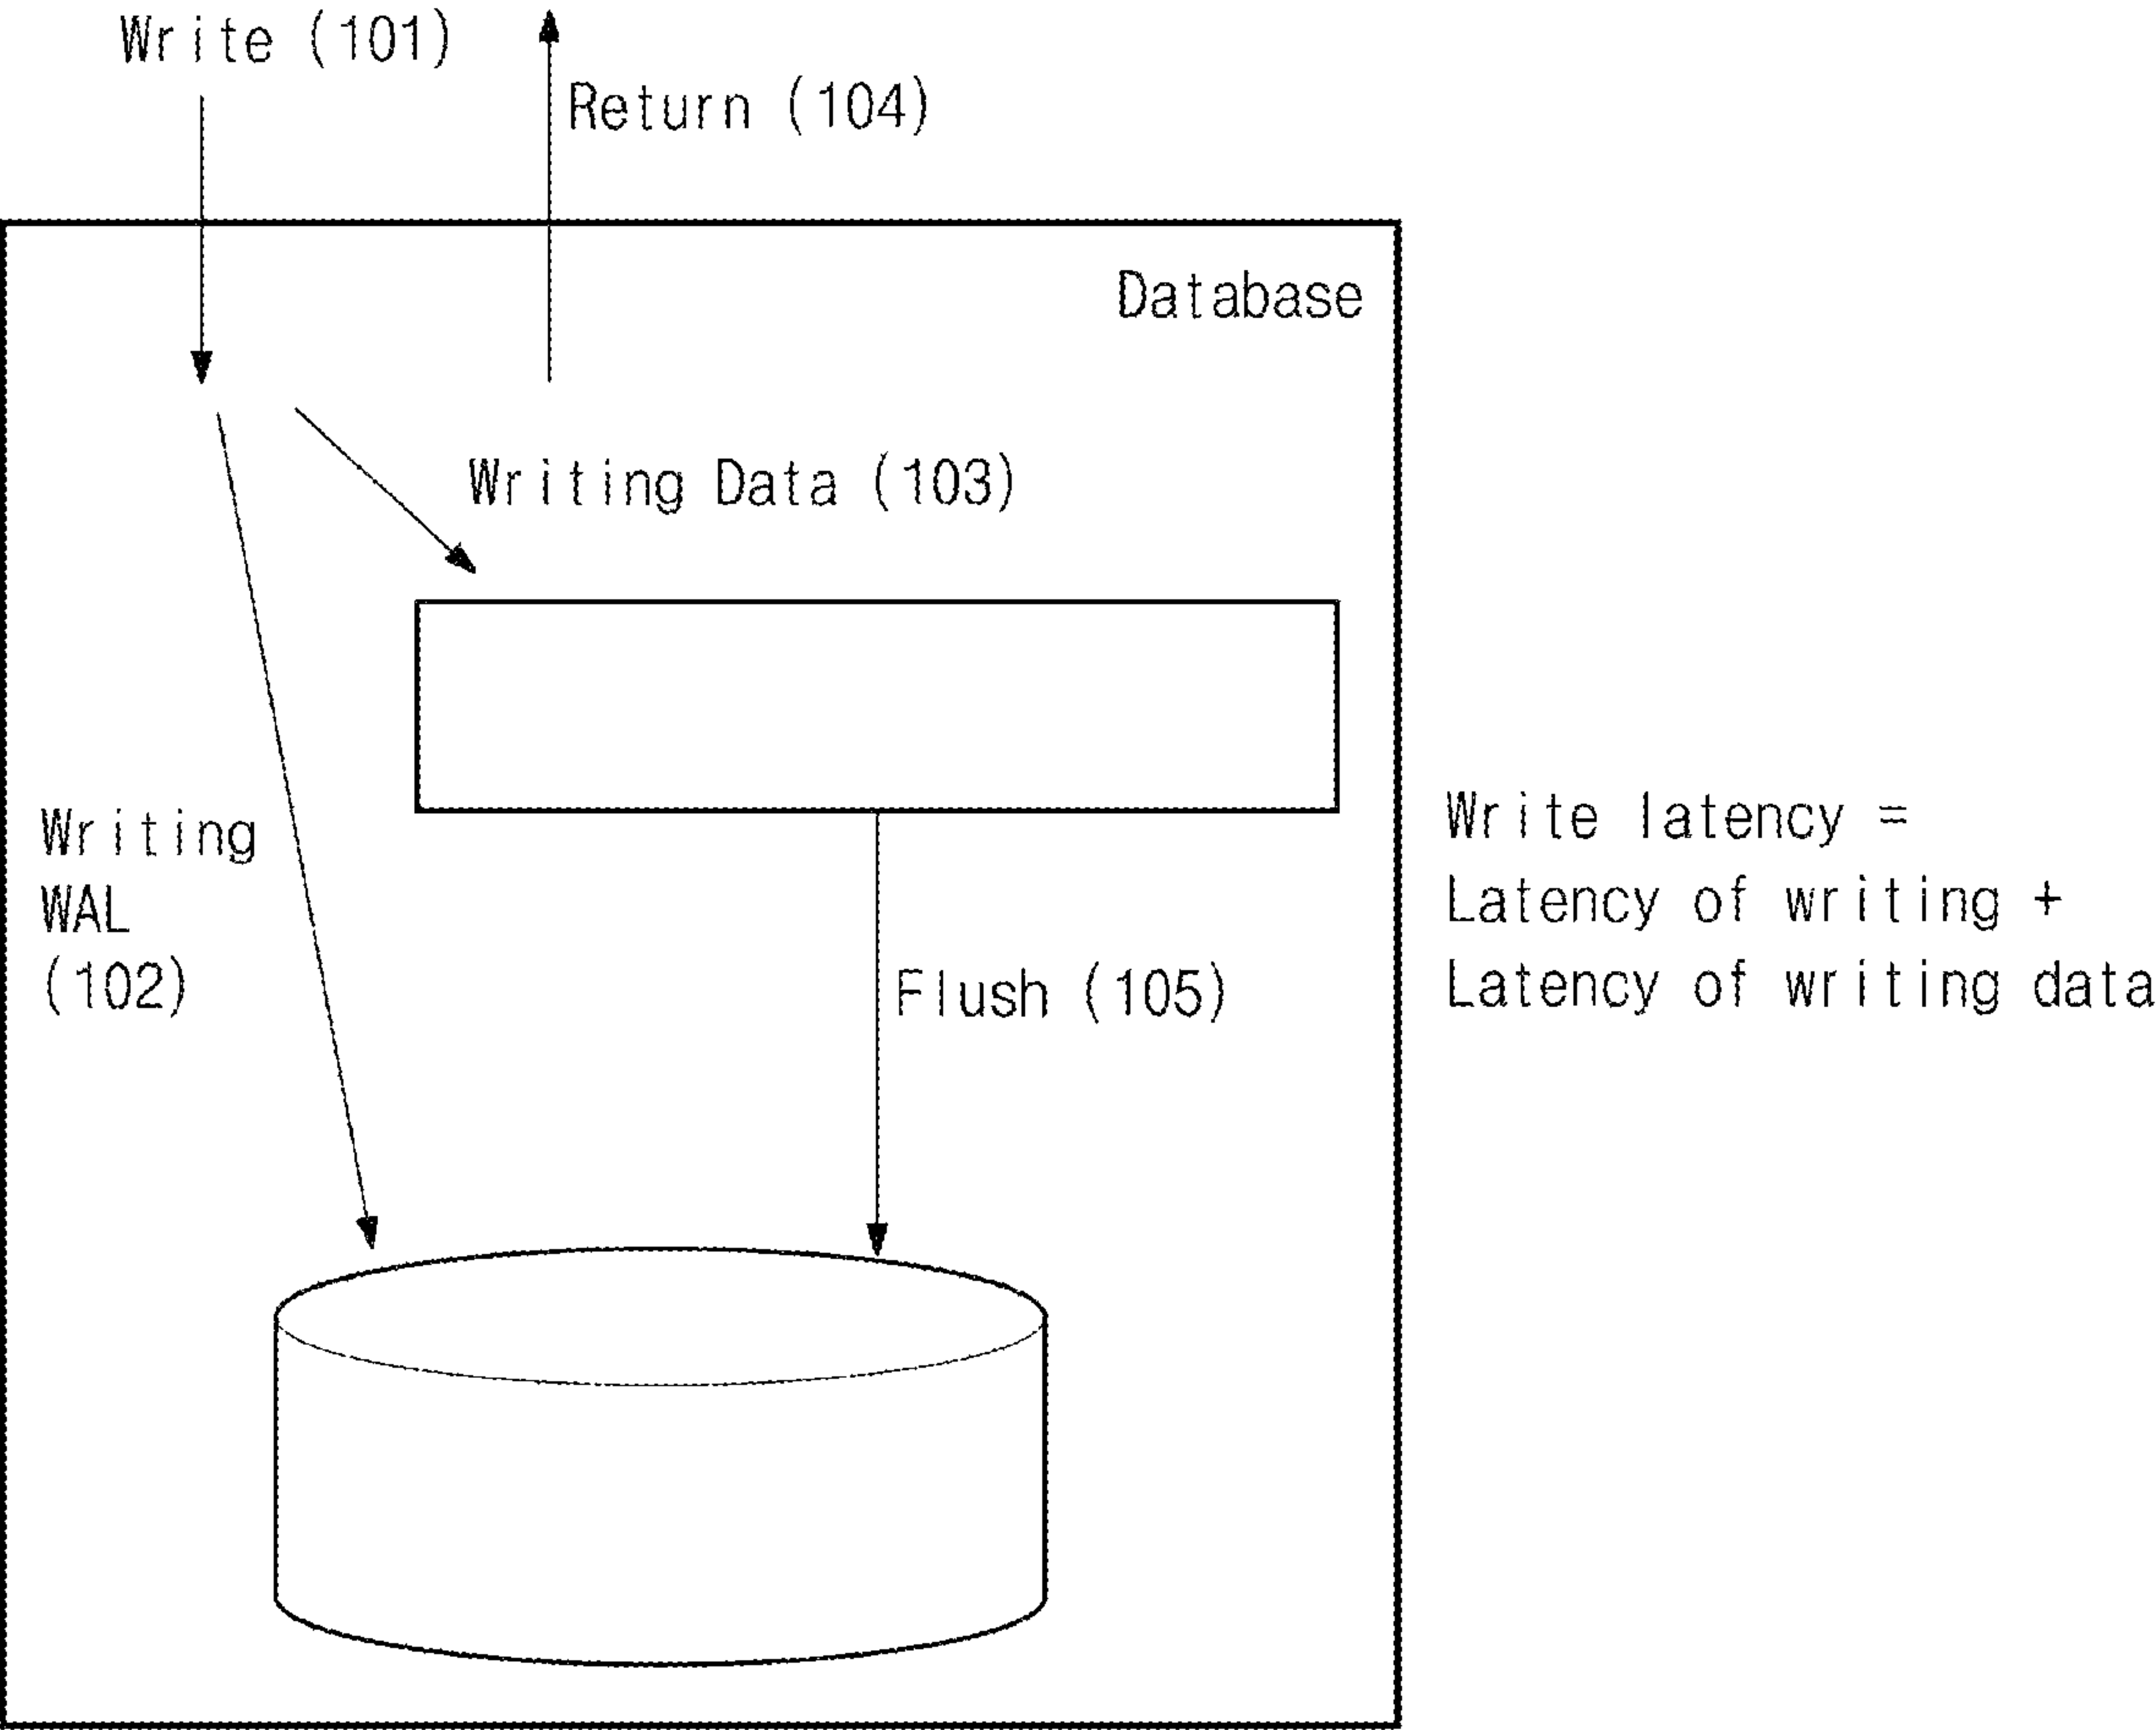 Write (101)
Return (104)
Database
Writing Data (103)
Writing
WAL
(102)
Flush (105)
Write latency =
Latency of writing +
Latency of writing data